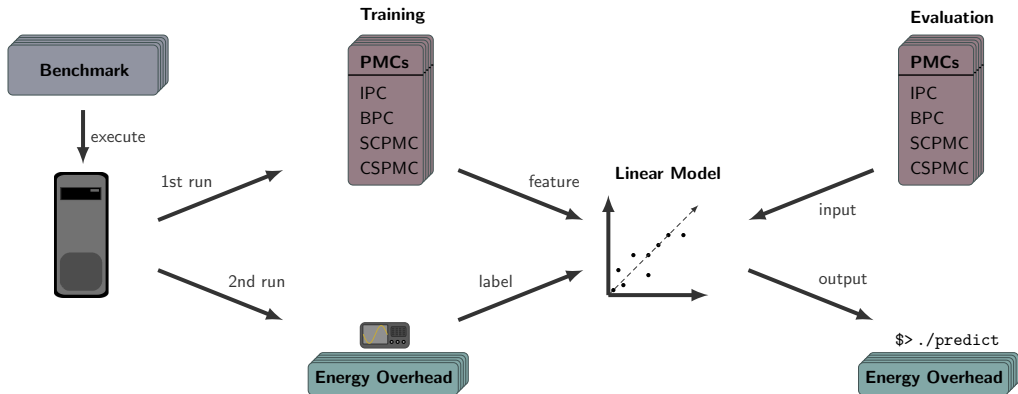 Training
Evaluation
Benchmark
execute
1st run
2nd run
PMCs
IPC
BPC
SCPMC
CSPMC
Energy Overhead
feature
label
Linear Model
PMCs
IPC
BPC
SCPMC
CSPMC
input
output
$> ./predict
Energy Overhead